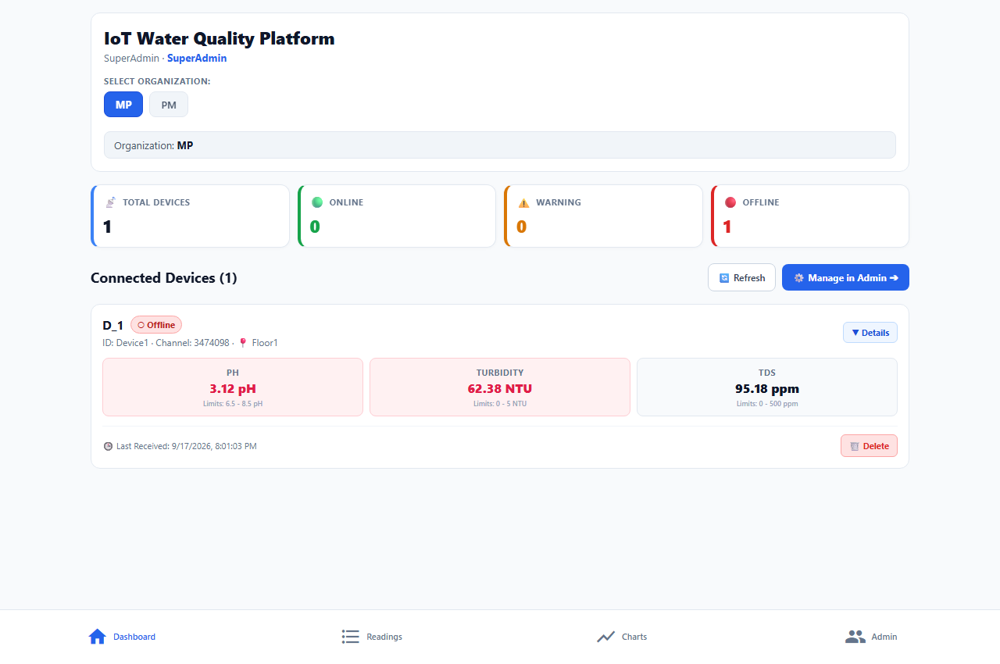 IoT Water Quality Platform
SuperAdmin · SuperAdmin
SELECT ORGANIZATION:
MP PM
Organization: MP
TOTAL DEVICES
1
ONLINE
0
WARNING
0
OFFLINE
1
Connected Devices (1)
Refresh
Manage in Admin ➔
D_1 Offline
ID: Device1 · Channel: 3474098 · 📍 Floor1
▼ Details
PH
3.12 pH
Limits: 6.5 - 8.5 pH
TURBIDITY
62.38 NTU
Limits: 0 - 5 NTU
TDS
95.18 ppm
Limits: 0 - 500 ppm
Last Received: 9/17/2026, 8:01:03 PM
Delete
Dashboard
Readings
Charts
Admin